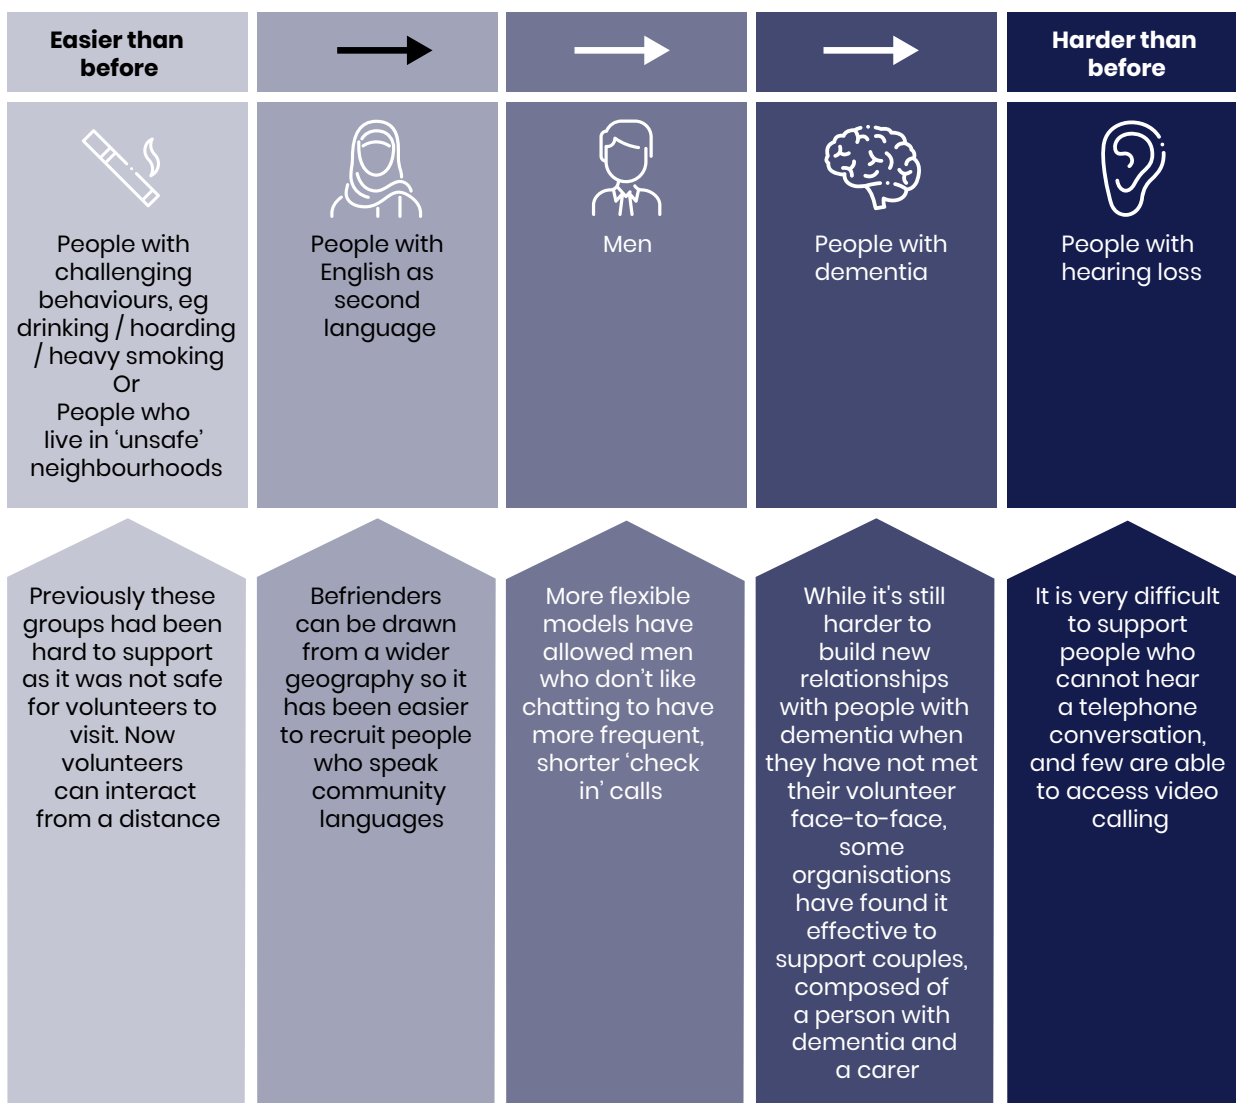 Easier than
before
Harder than
before
People with
challenging
behaviours, eg
drinking / hoarding
/ heavy smoking
Or
People who
live in ‘unsafe’
neighbourhoods
People with
English as
second
language
Men
People with
dementia
People with
hearing loss
Previously these
groups had been
hard to support
as it was not safe
for volunteers to
visit. Now
volunteers
can interact
from a distance
Befrienders
can be drawn
from a wider
geography so it
has been easier
to recruit people
who speak
community
languages
More flexible
models have
allowed men
who don’t like
chatting to have
more frequent,
shorter ‘check
in’ calls
While it's still
harder to
build new
relationships
with people with
dementia when
they have not met
their volunteer
face-to-face,
some
organisations
have found it
effective to
support couples,
composed of
a person with
dementia and
a carer
It is very difficult
to support
people who
cannot hear
a telephone
conversation,
and few are able
to access video
calling